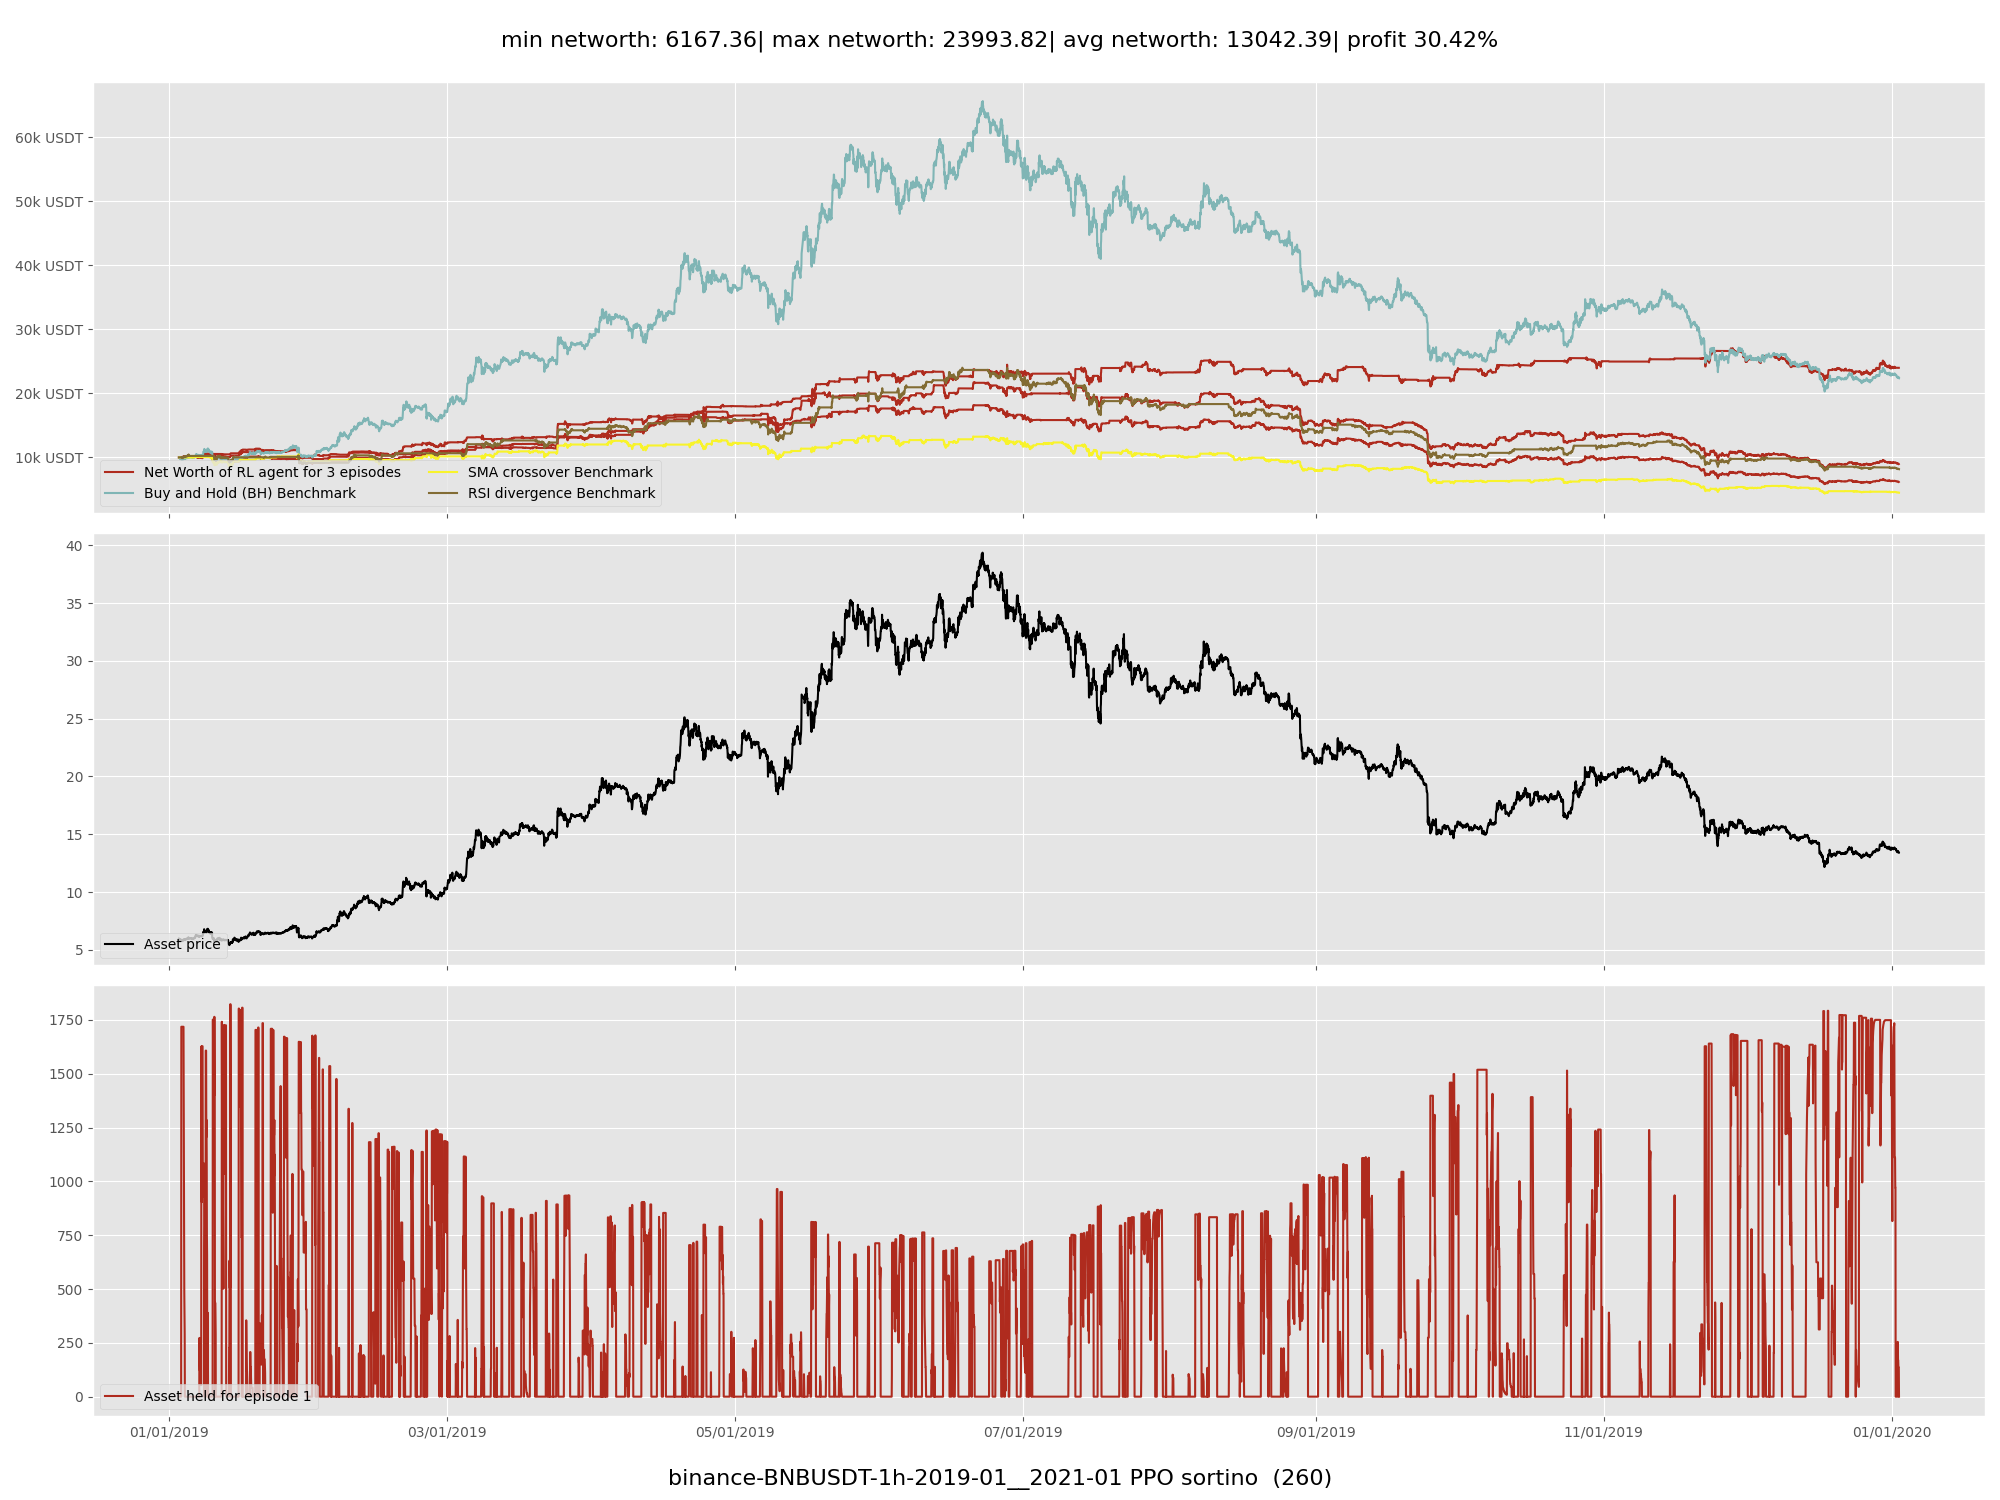 min networth: 6167.36| max networth: 23993.82| avg networth: 13042.39| profit 30.42%
60k USDT
50k USDT
40k USDT
30k USDT
20k USDT
10k USDT
Net Worth of RL agent for 3 episodes
Buy and Hold (BH) Benchmark
SMA crossover Benchmark
RSI divergence Benchmark
40
35
30
25
20
15
10
5
Asset price
1750
1500
1250
1000
750
500
250
0
Asset held for episode 1
01/01/2019 03/01/2019 05/01/2019 07/01/2019 09/01/2019 11/01/2019 01/01/2020
binance-BNBUSDT-1h-2019-01__2021-01 PPO sortino (260)